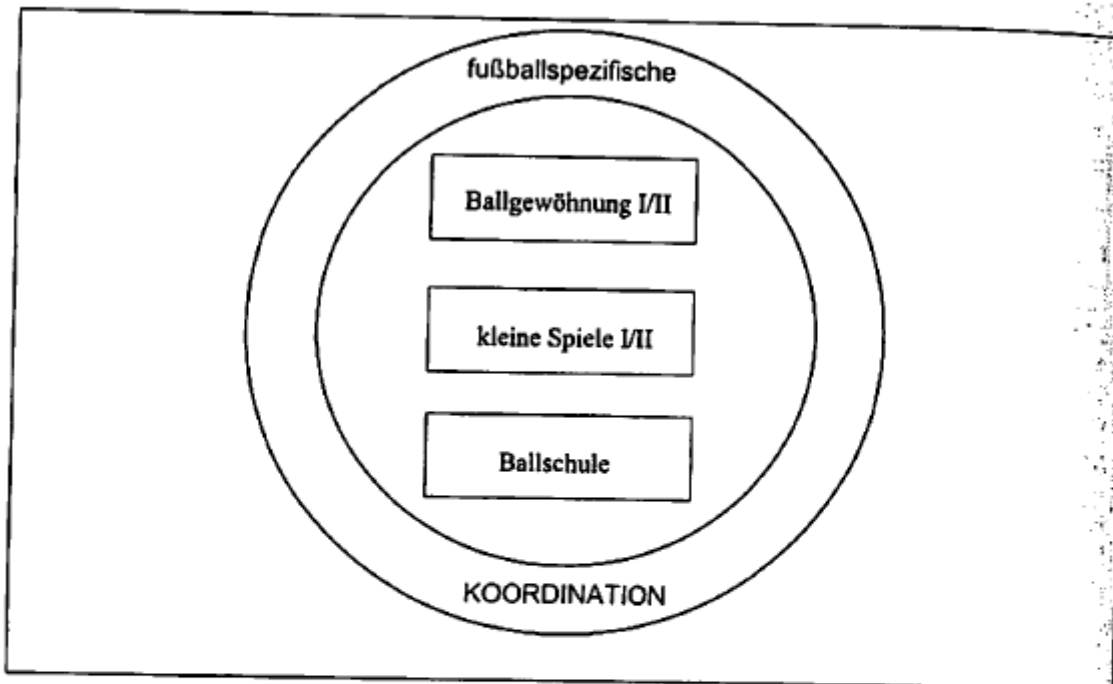 fußballspezifische
Ballgewöhnung I/II
kleine Spiele I/II
Ballschule
KOORDINATION